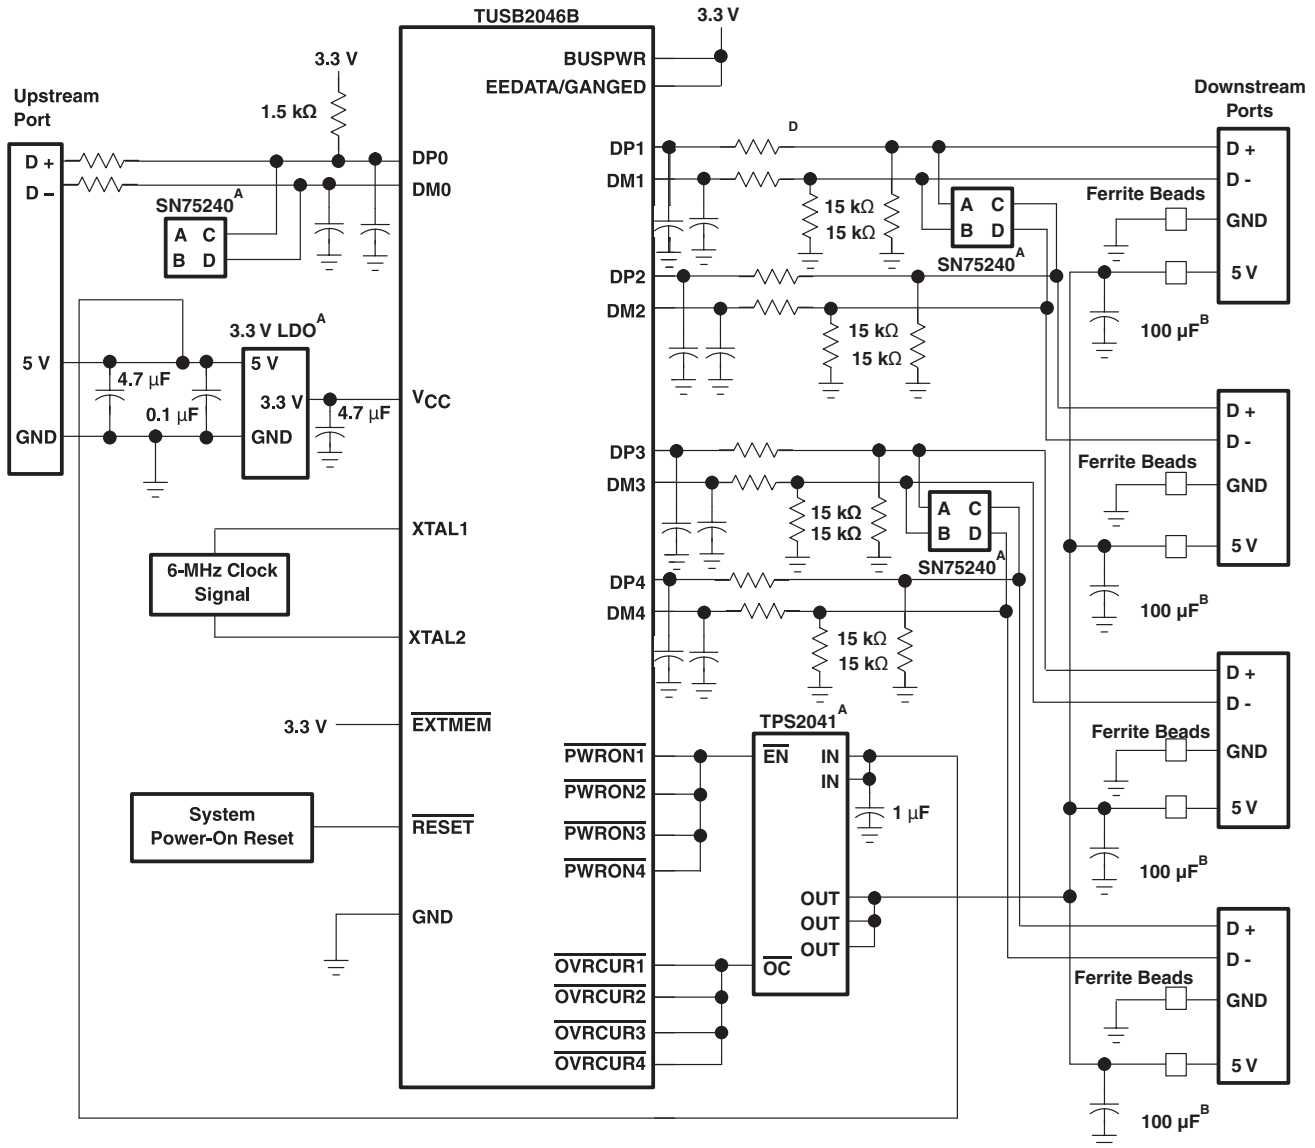 TUSB2046B
3.3 V
BUSPWR
EEDATA/GANGED
3.3 V
1.5 kΩ
Upstream
Port
Downstream
Ports
D +
D −
DP0
DM0
SN75240A
A C
B D
DP1
DM1
D
15 kΩ
15 kΩ
A C
B D
SN75240A
D +
D -
Ferrite Beads
GND
5 V
100 µFB
DP2
DM2
15 kΩ
15 kΩ
3.3 V LDOA
5 V
4.7 µF
0.1 µF
GND
5 V
3.3 V
GND
4.7 µF
VCC
D +
D -
Ferrite Beads
GND
5 V
100 µFB
DP3
DM3
15 kΩ
15 kΩ
A C
B D
SN75240A
XTAL1
6-MHz Clock
Signal
XTAL2
DP4
DM4
15 kΩ
15 kΩ
D +
D -
Ferrite Beads
GND
5 V
100 µFB
3.3 V
EXTMEM
TPS2041A
PWRON1
PWRON2
PWRON3
PWRON4
EN
IN
IN
1 µF
System
Power-On Reset
RESET
GND
OUT
OUT
OUT
OC
OVRCUR1
OVRCUR2
OVRCUR3
OVRCUR4
D +
D -
Ferrite Beads
GND
5 V
100 µFB